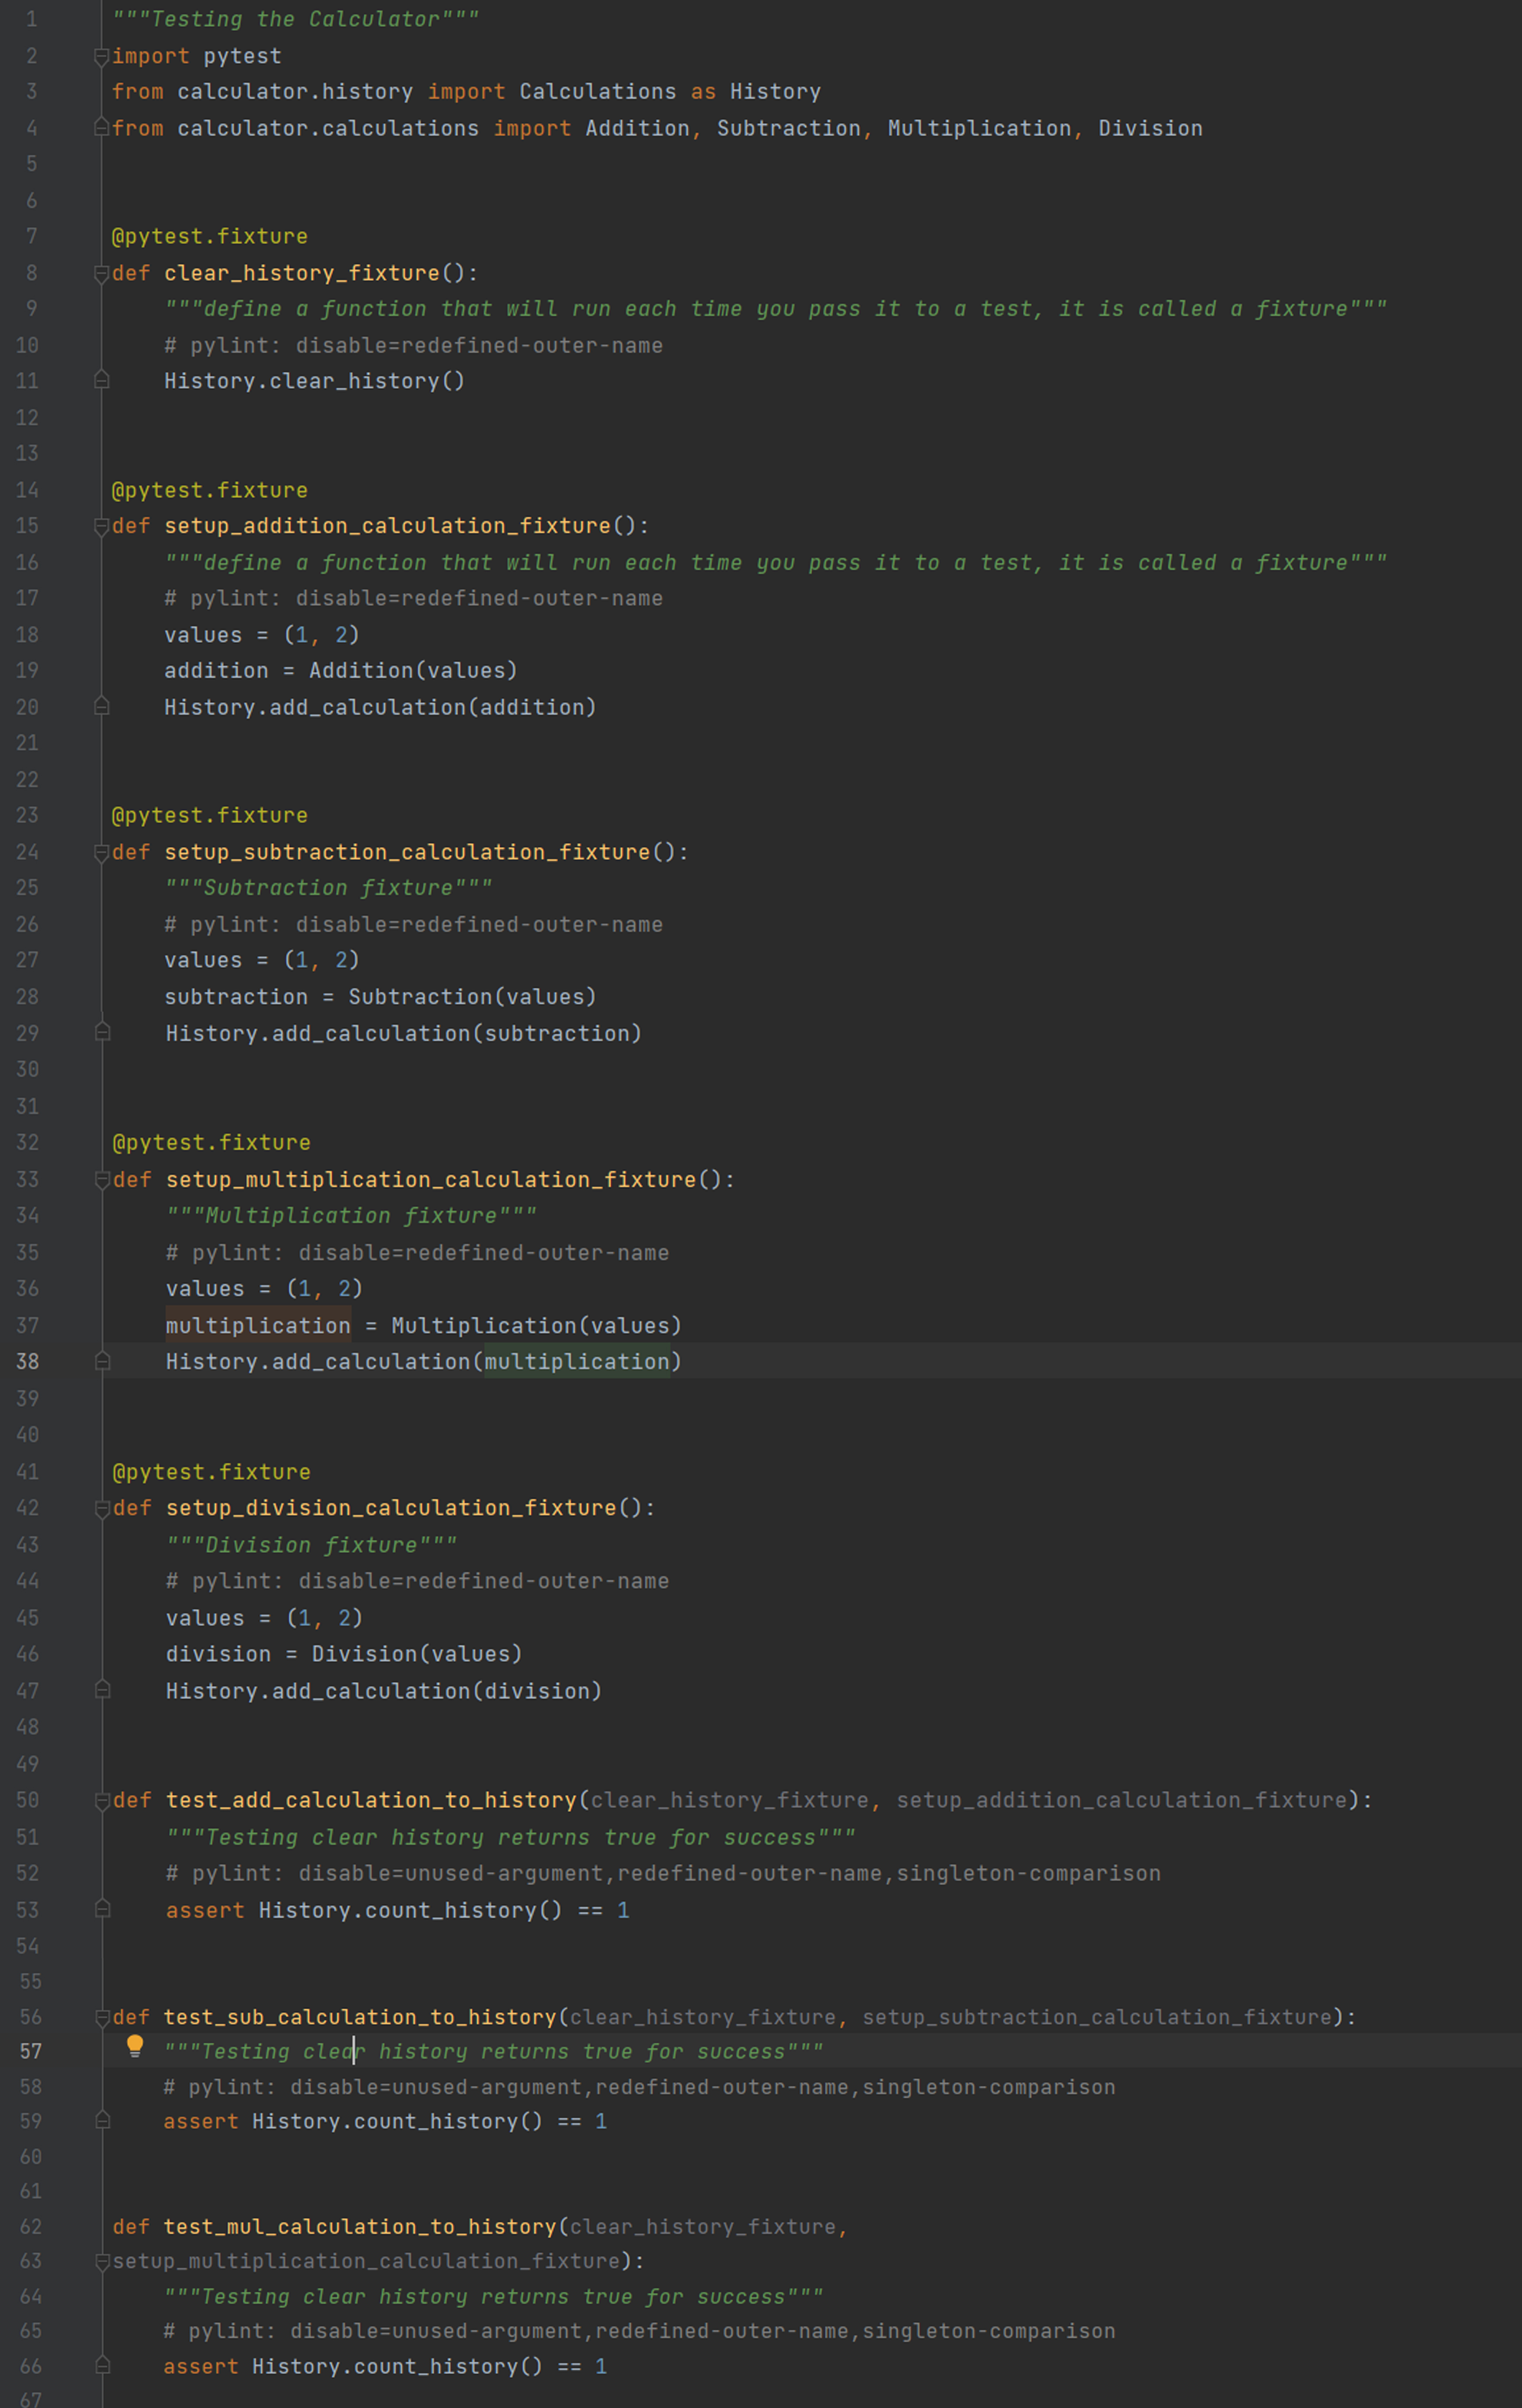 1 """Testing the Calculator"""
2 import pytest
3 from calculator.history import Calculations as History
4 from calculator.calculations import Addition, Subtraction, Multiplication, Division
5
6
7 @pytest.fixture
8 def clear_history_fixture():
9     """define a function that will run each time you pass it to a test, it is called a fixture"""
10     # pylint: disable=redefined-outer-name
11     History.clear_history()
12
13
14 @pytest.fixture
15 def setup_addition_calculation_fixture():
16     """define a function that will run each time you pass it to a test, it is called a fixture"""
17     # pylint: disable=redefined-outer-name
18     values = (1, 2)
19     addition = Addition(values)
20     History.add_calculation(addition)
21
22
23 @pytest.fixture
24 def setup_subtraction_calculation_fixture():
25     """Subtraction fixture"""
26     # pylint: disable=redefined-outer-name
27     values = (1, 2)
28     subtraction = Subtraction(values)
29     History.add_calculation(subtraction)
30
31
32 @pytest.fixture
33 def setup_multiplication_calculation_fixture():
34     """Multiplication fixture"""
35     # pylint: disable=redefined-outer-name
36     values = (1, 2)
37     multiplication = Multiplication(values)
38     History.add_calculation(multiplication)
39
40
41 @pytest.fixture
42 def setup_division_calculation_fixture():
43     """Division fixture"""
44     # pylint: disable=redefined-outer-name
45     values = (1, 2)
46     division = Division(values)
47     History.add_calculation(division)
48
49
50 def test_add_calculation_to_history(clear_history_fixture, setup_addition_calculation_fixture):
51     """Testing clear history returns true for success"""
52     # pylint: disable=unused-argument,redefined-outer-name,singleton-comparison
53     assert History.count_history() == 1
54
55
56 def test_sub_calculation_to_history(clear_history_fixture, setup_subtraction_calculation_fixture):
57     """Testing clear history returns true for success"""
58     # pylint: disable=unused-argument,redefined-outer-name,singleton-comparison
59     assert History.count_history() == 1
60
61
62 def test_mul_calculation_to_history(clear_history_fixture,
63 setup_multiplication_calculation_fixture):
64     """Testing clear history returns true for success"""
65     # pylint: disable=unused-argument,redefined-outer-name,singleton-comparison
66     assert History.count_history() == 1
67